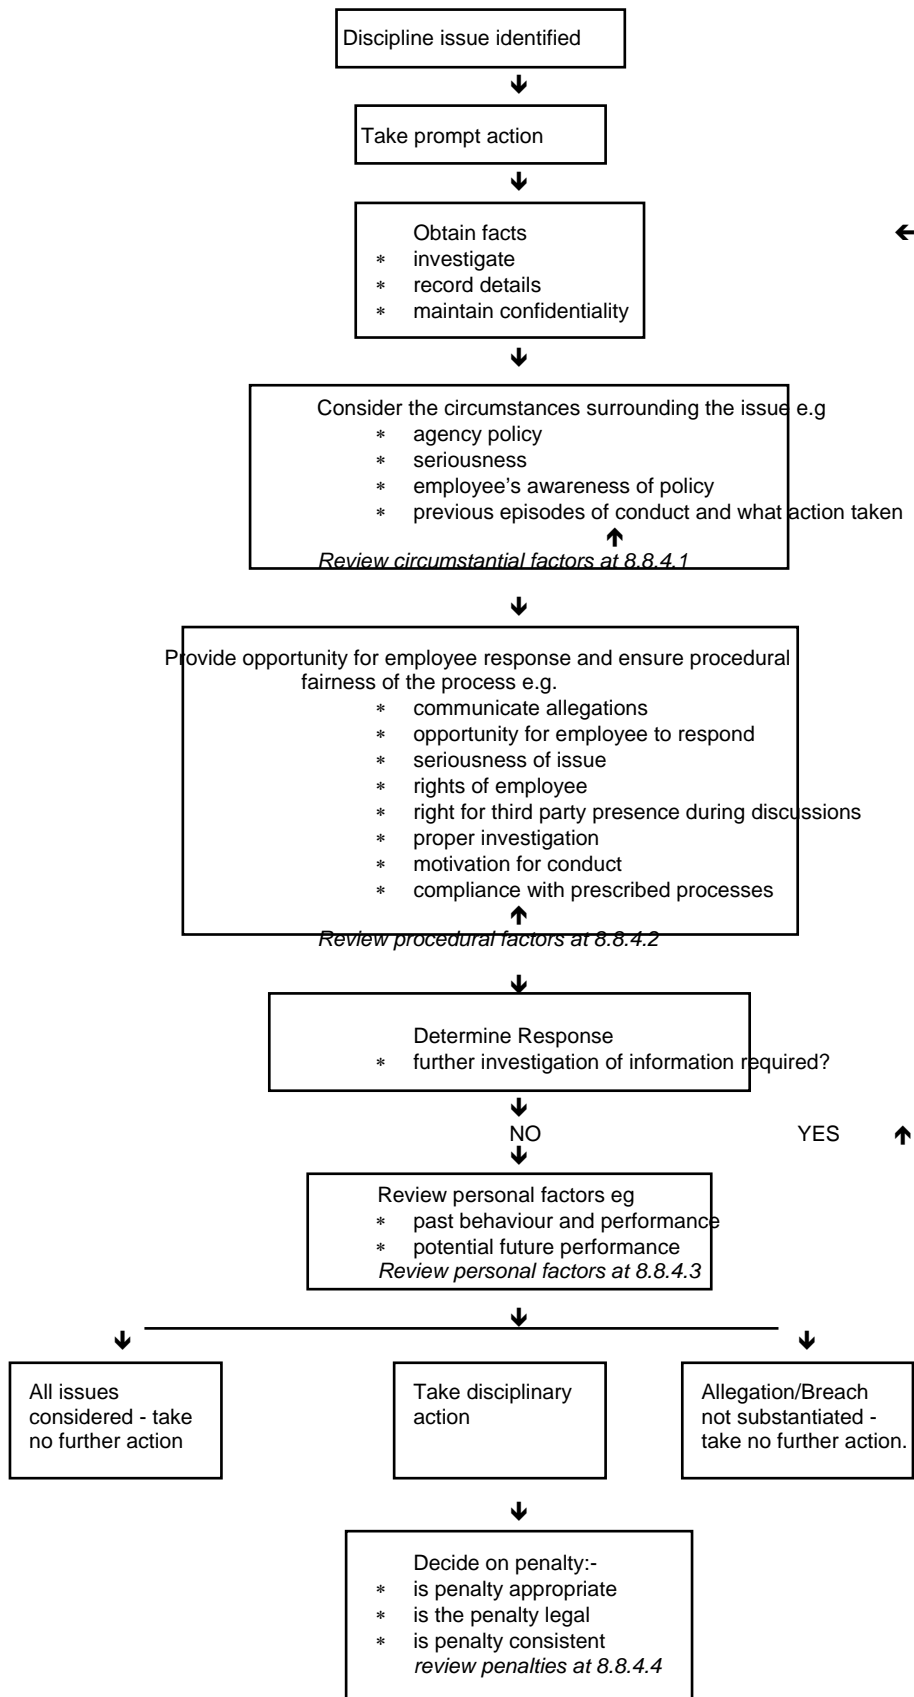 Discipline issue identified
Take prompt action
Obtain facts
* investigate
* record details
* maintain confidentiality
Consider the circumstances surrounding the issue e.g
* agency policy
* seriousness
* employee's awareness of policy
* previous episodes of conduct and what action taken
Review circumstantial factors at 8.8.4.1
Provide opportunity for employee response and ensure procedural
fairness of the process e.g.
* communicate allegations
* opportunity for employee to respond
* seriousness of issue
* rights of employee
* right for third party presence during discussions
* proper investigation
* motivation for conduct
* compliance with prescribed processes
Review procedural factors at 8.8.4.2
Determine Response
* further investigation of information required?
NO YES
Review personal factors eg
* past behaviour and performance
* potential future performance
Review personal factors at 8.8.4.3
All issues
considered - take
no further action
Take disciplinary
action
Allegation/Breach
not substantiated -
take no further action.
Decide on penalty:-
* is penalty appropriate
* is the penalty legal
* is penalty consistent
review penalties at 8.8.4.4